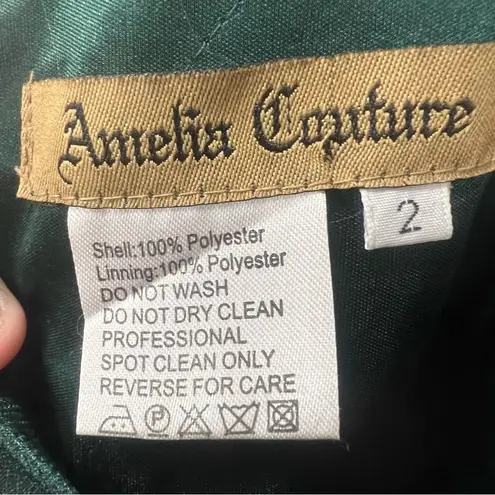 Amelia Couture
2
Shell:100% Polyester
Linning:100% Polyester
DO NOT WASH
DO NOT DRY CLEAN
PROFESSIONAL
SPOT CLEAN ONLY
REVERSE FOR CARE
P